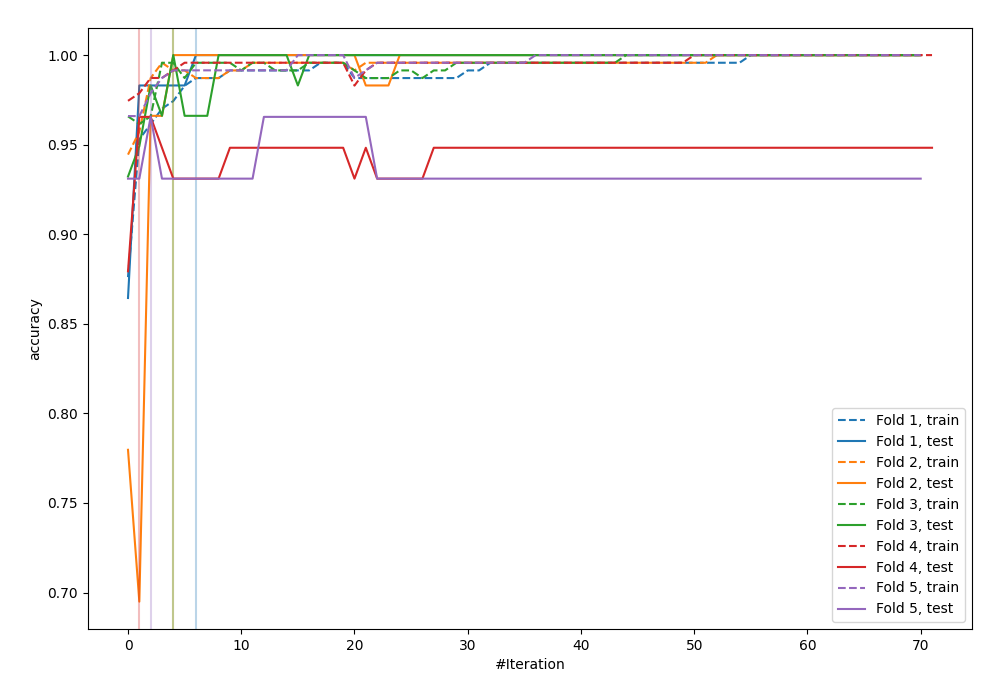 1.00
0.95
0.90
0.85
0.80
0.75
0.70
accuracy
0 10 20 30 40 50 60 70
#Iteration
Fold 1, train
Fold 1, test
Fold 2, train
Fold 2, test
Fold 3, train
Fold 3, test
Fold 4, train
Fold 4, test
Fold 5, train
Fold 5, test